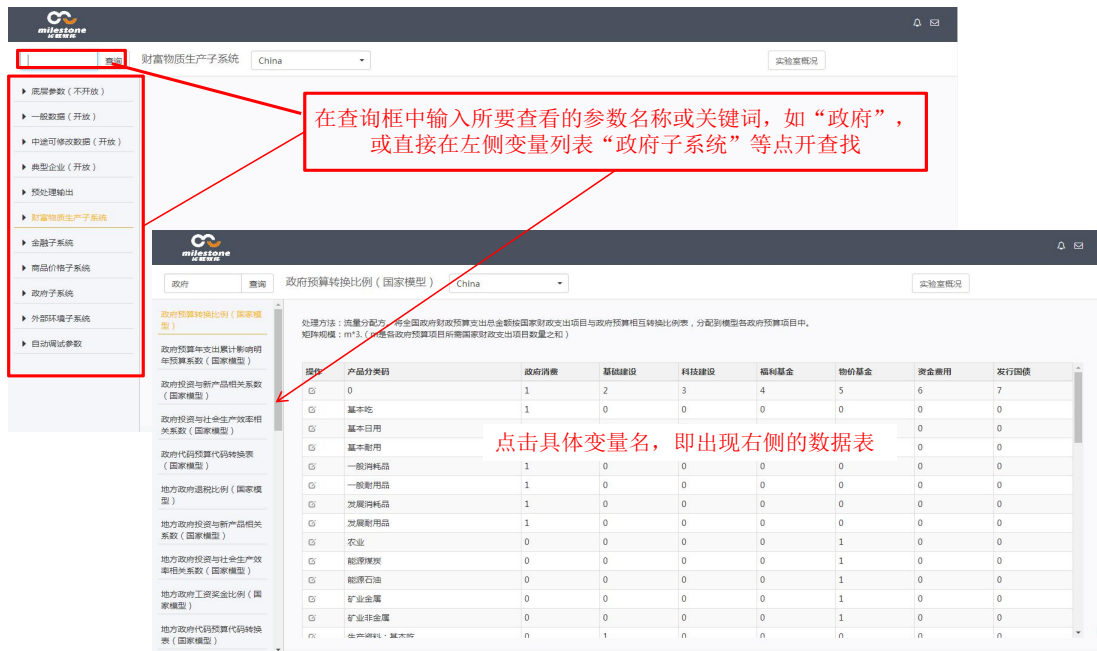 milestone
比蒙软件
查询
财富物质生产子系统
China
实验室概况
底层参数（不开放）
一般数据（开放）
中途可修改数据（开放）
典型企业（开放）
预处理输出
财富物质生产子系统
金融子系统
商品价格子系统
政府子系统
外部环境子系统
自动调试参数
在查询框中输入所要查看的参数名称或关键词，如“政府”，
或直接在左侧变量列表“政府子系统”等点开查找
milestone
政府
查询
政府预算转换比例（国家模型）
China
实验室概况
政府预算转换比例（国家模
型）
政府预算年支出累计影响明
年预算系数（国家模型）
政府投资与新产品相关系数
（国家模型）
政府投资与社会生产效率相
关系数（国家模型）
政府代码预算代码转换表
（国家模型）
地方政府退税比例（国家模
型）
地方政府投资与新产品相关
系数（国家模型）
地方政府投资与社会生产效
率相关系数（国家模型）
地方政府工资奖金比例（国
家模型）
地方政府代码预算代码转换
表（国家模型）
处理方法：流量分配方，将全国政府财政预算支出总金额按国家财政支出项目与政府预算相互转换比例表，分配到模型各政府预算项目中。
矩阵规模：m*3.（m是各政府预算项目所需国家财政支出项目数量之和）
操作 产品分类码 政府消费 基础建设 科技建设 福利基金 物价基金 资金费用 发行国债
0 1 2 3 4 5 6 7
基本吃 1 0 0 0 0 0 0
基本日用 0 0
基本耐用 0 0
点击具体变量名，即出现右侧的数据表
一般消耗品 1 0 0 0 0 0 0
一般耐用品 1 0 0 0 0 0 0
发展消耗品 1 0 0 0 0 0 0
发展耐用品 1 0 0 0 0 0 0
农业 0 0 0 0 1 0 0
能源煤炭 0 0 0 0 1 0 0
能源石油 0 0 0 0 1 0 0
矿业金属 0 0 0 0 1 0 0
矿业非金属 0 0 0 0 1 0 0
生产资料：基本吃 0 1 0 0 0 0 0